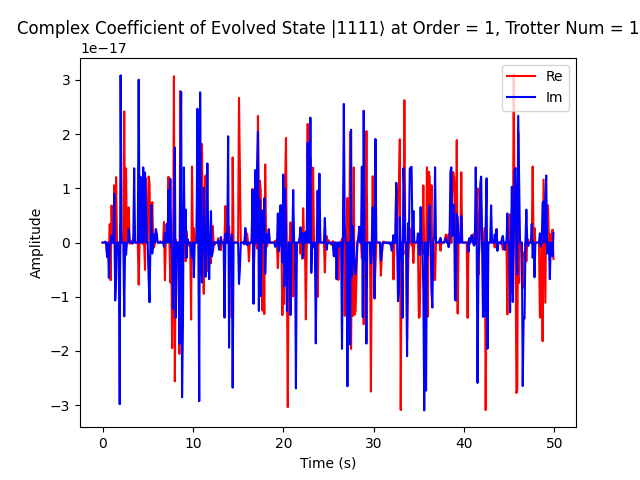 Complex Coefficient of Evolved State |1111⟩ at Order = 1, Trotter Num = 1
1e−17
Re
Im
3
2
1
0
−1
−2
−3
Amplitude
0 10 20 30 40 50
Time (s)